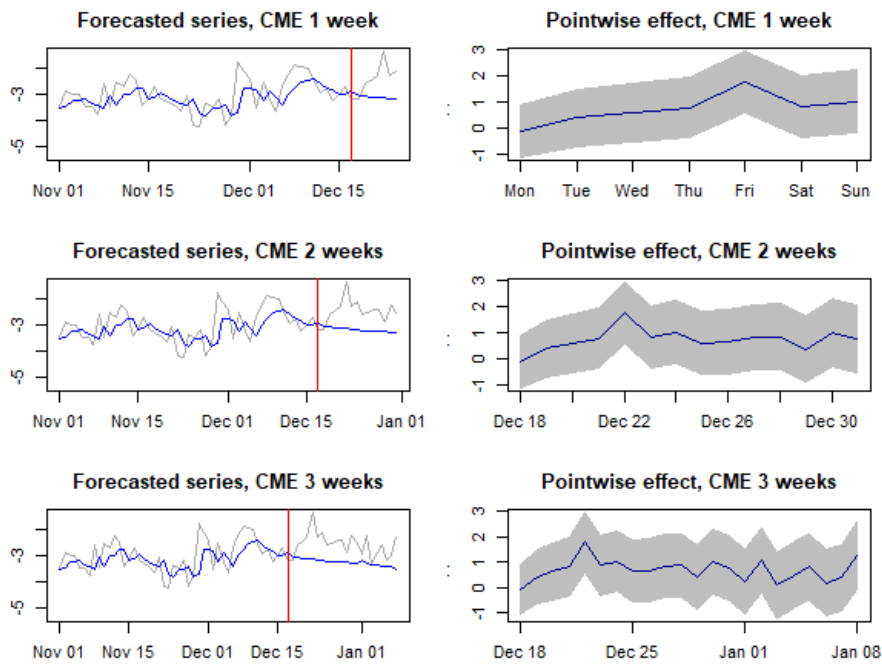 Forecasted series, CME 1 week
-3
-5
Nov 01 Nov 15 Dec 01 Dec 15
Pointwise effect, CME 1 week
3
2
1
0
-1
Mon Tue Wed Thu Fri Sat Sun
Forecasted series, CME 2 weeks
-3
-5
Nov 01 Nov 15 Dec 01 Dec 15 Jan 01
Pointwise effect, CME 2 weeks
3
2
1
0
-1
Dec 18 Dec 22 Dec 26 Dec 30
Forecasted series, CME 3 weeks
-3
-5
Nov 01 Nov 15 Dec 01 Dec 15 Jan 01
Pointwise effect, CME 3 weeks
3
2
1
0
-1
Dec 18 Dec 25 Jan 01 Jan 08